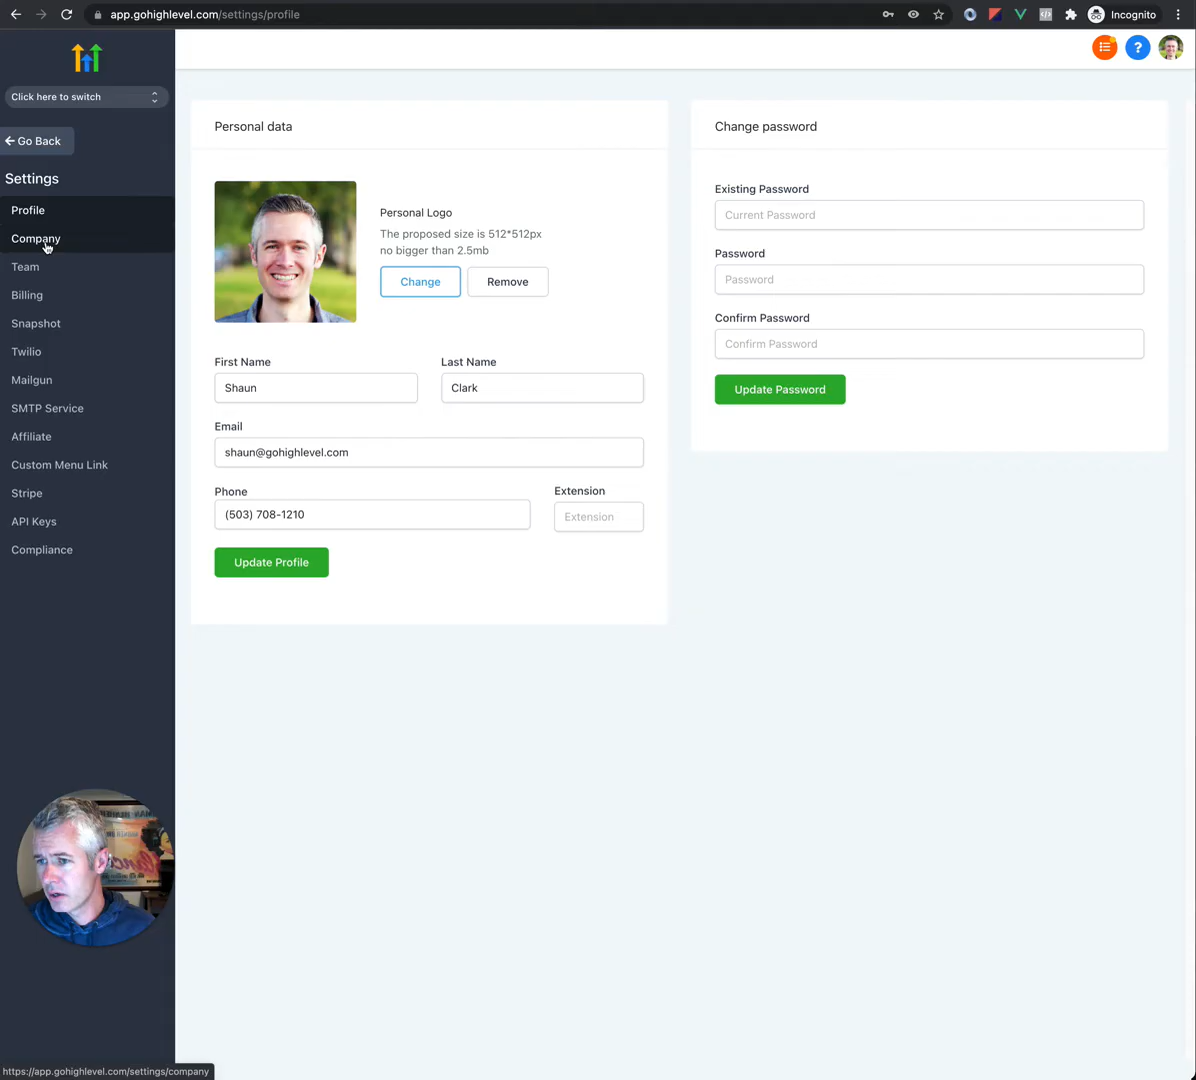 app.gohighlevel.com/settings/profile
Incognito
Click here to switch
Go Back
Settings
Profile
Company
Team
Billing
Snapshot
Twilio
Mailgun
SMTP Service
Affiliate
Custom Menu Link
Stripe
API Keys
Compliance
?
Personal data
Personal Logo
The proposed size is 512*512px
no bigger than 2.5mb
Change
Remove
First Name
Last Name
Shaun
Clark
Email
shaun@gohighlevel.com
Phone
Extension
(503) 708-1210
Extension
Update Profile
Change password
Existing Password
Current Password
Password
Password
Confirm Password
Confirm Password
Update Password
https://app.gohighlevel.com/settings/company